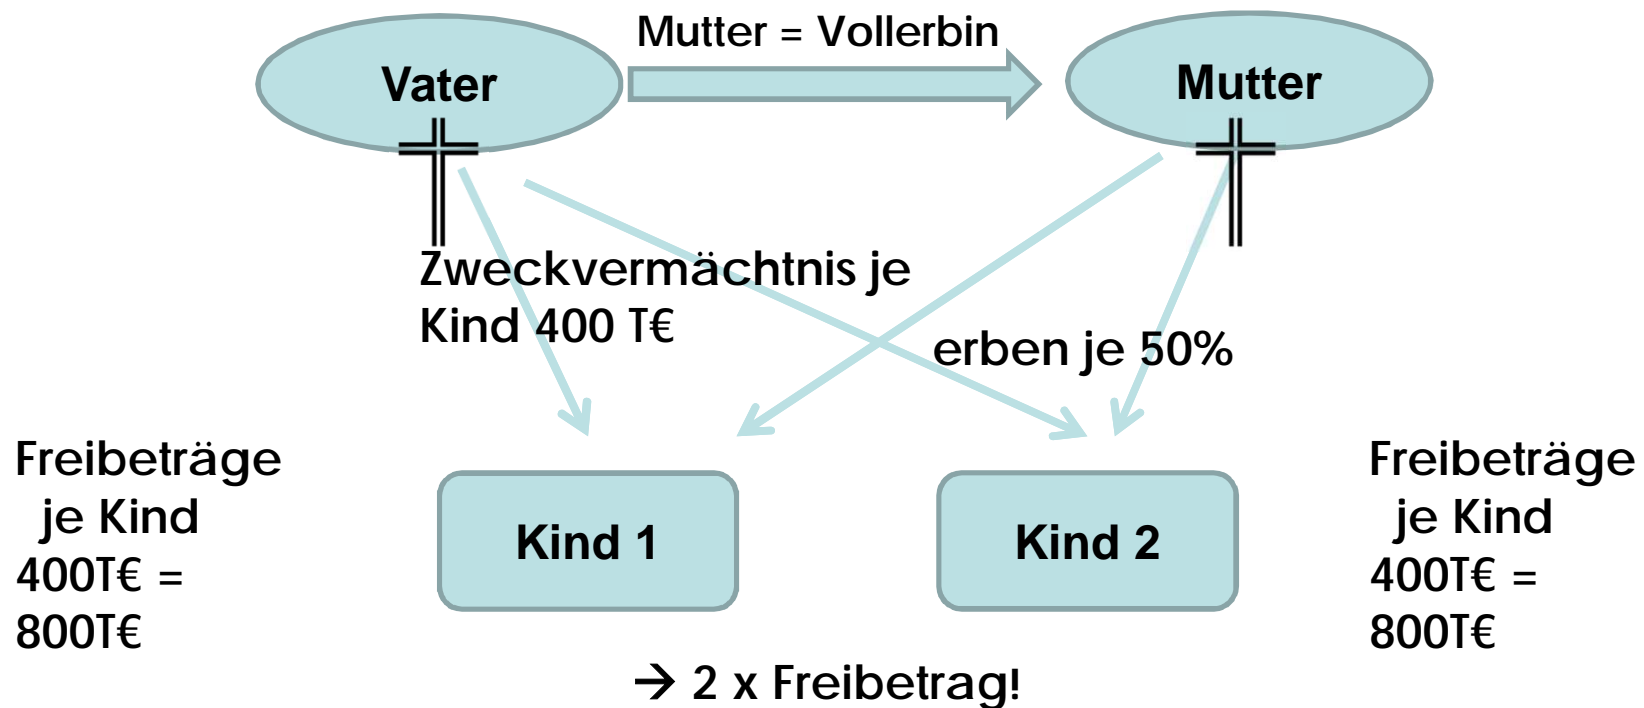 Mutter = Vollerbin
Vater
Mutter
Zweckvermächtnis je
Kind 400 T€
erben je 50%
Freibeträge
je Kind
400T€ =
800T€
Kind 1
Kind 2
Freibeträge
je Kind
400T€ =
800T€
→ 2 x Freibetrag!